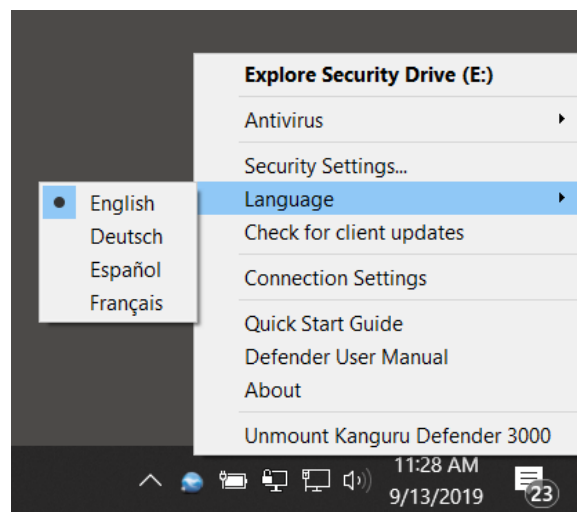 Explore Security Drive (E:)
Antivirus
Security Settings...
Language
English
Deutsch
Español
Français
Check for client updates
Connection Settings
Quick Start Guide
Defender User Manual
About
Unmount Kanguru Defender 3000
11:28 AM
9/13/2019
23